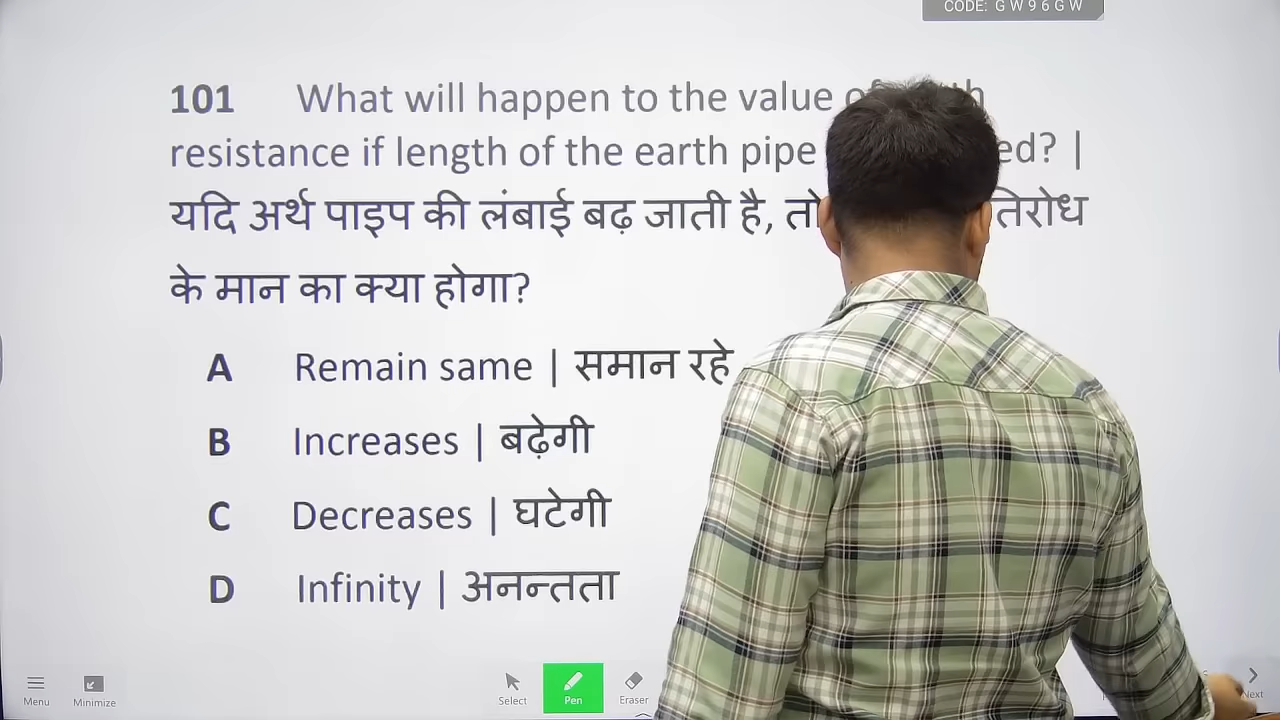 CODE: G W 9 6 G W
101 What will happen to the value
resistance if length of the earth pipe ed? |
यदि अर्थ पाइप की लंबाई बढ़ जाती है, तो तिरोध
के मान का क्या होगा?
A Remain same | समान रहे
B Increases | बढ़ेगी
C Decreases | घटेगी
D Infinity | अनन्तता
Menu Minimize Select Pen Eraser Next